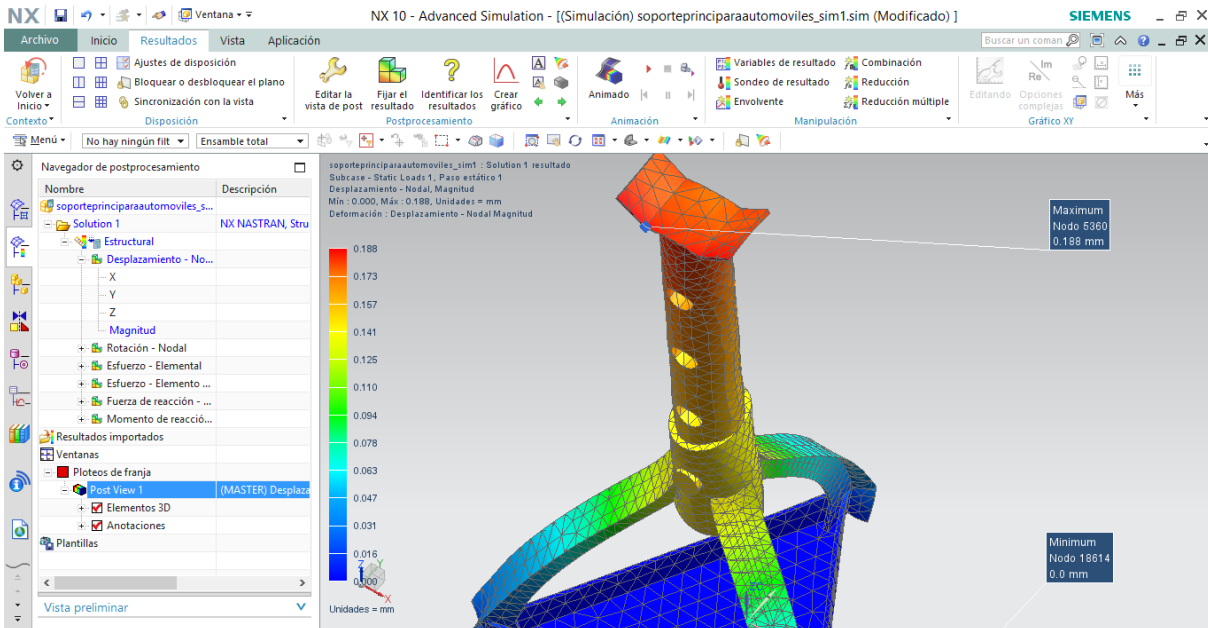 NX
Ventana
NX 10 - Advanced Simulation - [(Simulación) soporteprinciparaautomoviles_sim1.sim (Modificado) ]
SIEMENS
Archivo Inicio Resultados Vista Aplicación
Buscar un coman
Volver a Inicio
Contexto
Ajustes de disposición
Bloquear o desbloquear el plano
Sincronización con la vista
Disposición
Editar la vista de post
Fijar el resultado
Identificar los resultados
Crear gráfico
Postprocesamiento
Animado
Animación
Variables de resultado
Sondeo de resultado
Envolvente
Combinación
Reducción
Reducción múltiple
Manipulación
Editando
Im
Re
Opciones complejas
Gráfico XY
Más
Menú
No hay ningún filt
Ensamble total
Navegador de postprocesamiento
Nombre Descripción
soporteprinciparaautomoviles_s...
Solution 1 NX NASTRAN, Stru
Estructural
Desplazamiento - No...
X
Y
Z
Magnitud
Rotación - Nodal
Esfuerzo - Elemental
Esfuerzo - Elemento ...
Fuerza de reacción - ...
Momento de reacció...
Resultados importados
Ventanas
Ploteos de franja
Post View 1 (MASTER) Desplaza
Elementos 3D
Anotaciones
Plantillas
Vista preliminar
soporteprinciparaautomoviles_sim1 : Solution 1 resultado
Subcase - Static Loads 1, Paso estático 1
Desplazamiento - Nodal, Magnitud
Mín : 0.000, Máx : 0.188, Unidades = mm
Deformación : Desplazamiento - Nodal Magnitud
0.188
0.173
0.157
0.141
0.125
0.110
0.094
0.078
0.063
0.047
0.031
0.016
0.000
Z
Y
X
Unidades = mm
Maximum
Nodo 5360
0.188 mm
Minimum
Nodo 18614
0.0 mm